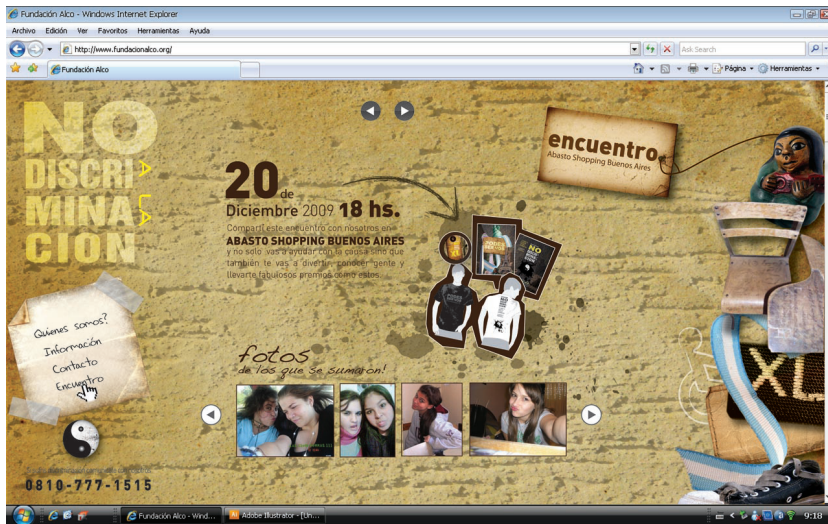 Fundación Alco - Windows Internet Explorer
Archivo Edición Ver Favoritos Herramientas Ayuda
http://www.fundacionalco.org/
Ask Search
Fundación Alco
Página Herramientas
NO
DISCRI
MINA
CION
A LA
20 de
Diciembre 2009 18 hs.
Compartí este encuentro con nosotros en
ABASTO SHOPPING BUENOS AIRES
y no solo vas a ayudar con la causa sino que
también te vas a divertir, conocer gente y
llevarte fabulosos premios como estos.
encuentro
Abasto Shopping Buenos Aires
NO
Quienes somos?
Información
Contacto
Encuentro
fotos
de los que se sumaron!
XL
0810-777-1515
Fundación Alco - Wind...
Adobe Illustrator - [Un...
9:18